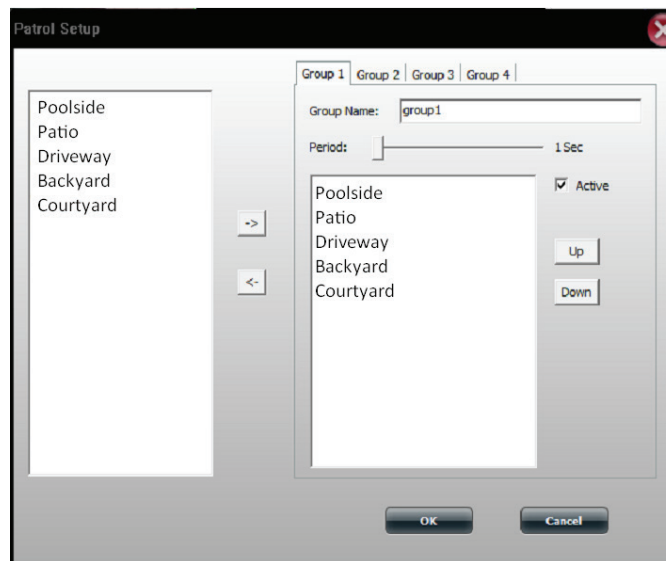 Patrol Setup
Group 1 Group 2 Group 3 Group 4
Group Name: group1
Period: 1 Sec
Poolside
Patio
Driveway
Backyard
Courtyard
->
<-
Poolside
Patio
Driveway
Backyard
Courtyard
Active
Up
Down
OK Cancel